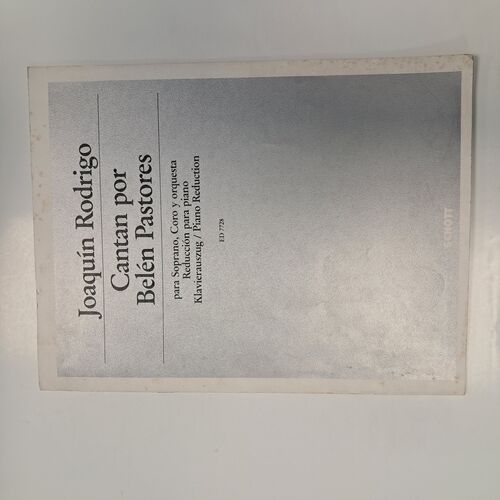 Joaquín Rodrigo
Cantan por
Belén Pastores
para Soprano, Coro y orquesta
Reducción para piano
Klavierauszug / Piano Reduction
ED 7728
SCHOTT